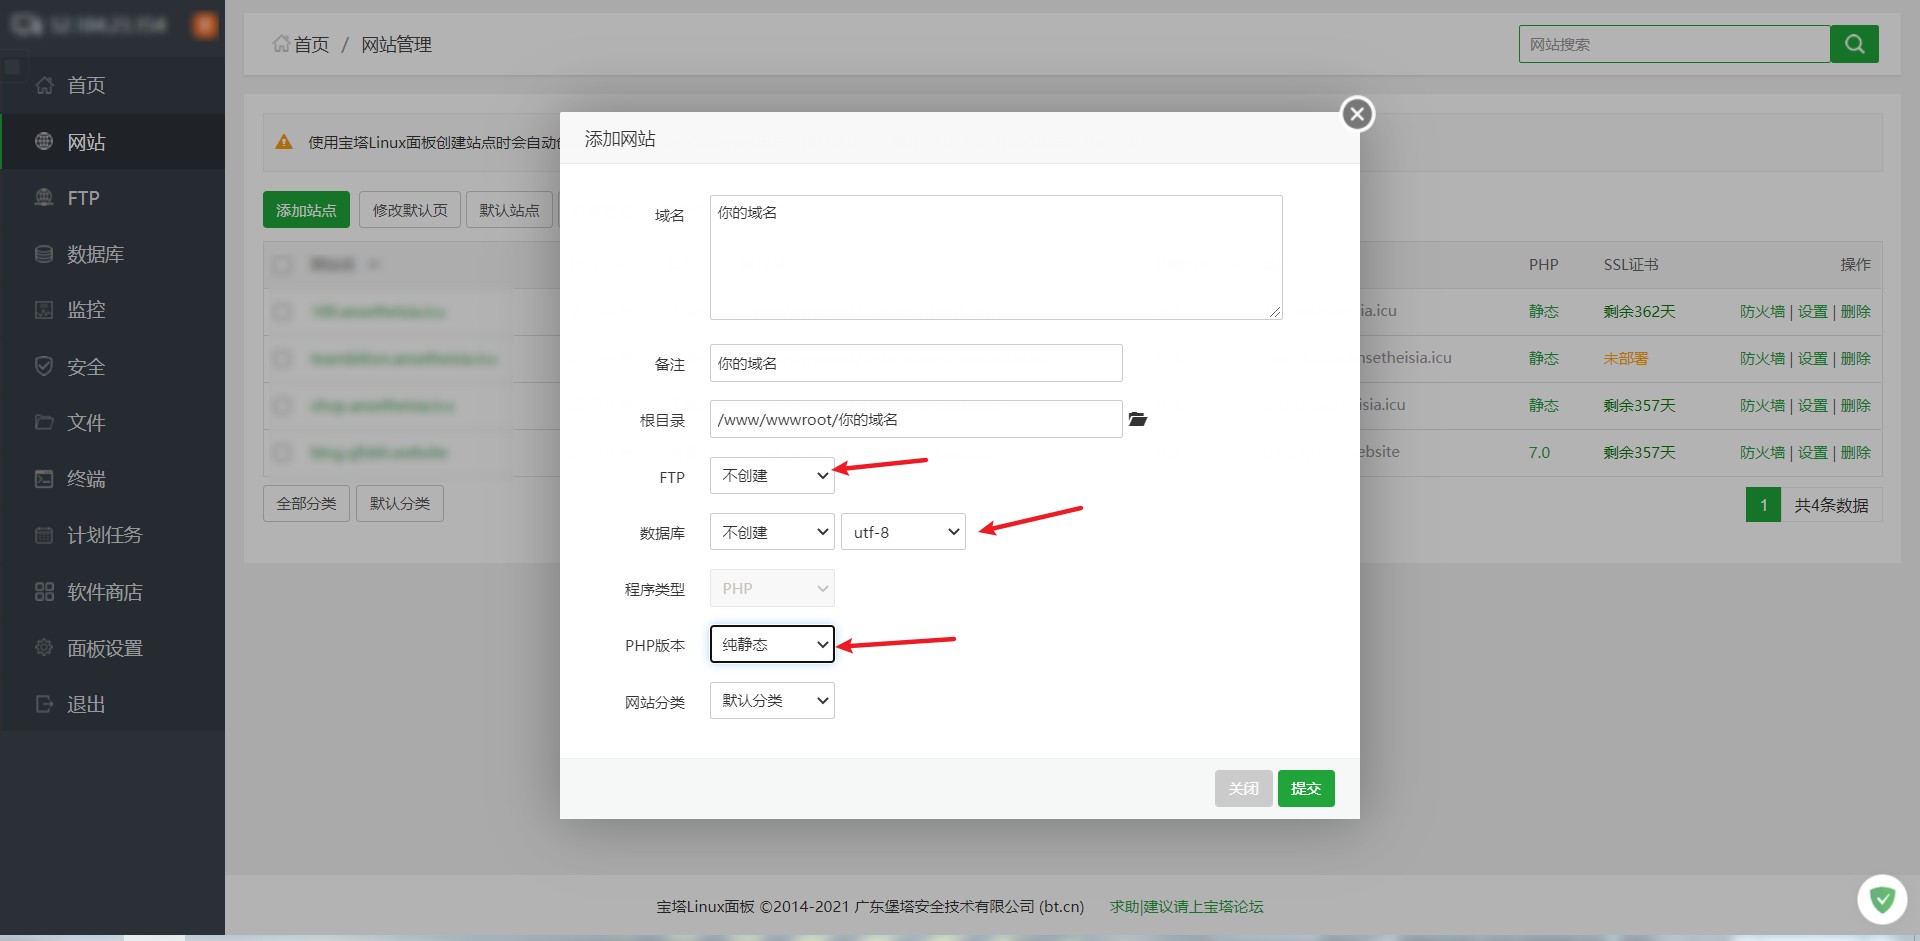 首页 / 网站管理
网站搜索
首页
网站
FTP
数据库
监控
安全
文件
终端
计划任务
软件商店
面板设置
退出
使用宝塔Linux面板创建站点时会自动
添加站点 修改默认页 默认站点
PHP SSL证书 操作
ia.icu 静态 剩余362天 防火墙 | 设置 | 删除
nsetheisia.icu 静态 未部署 防火墙 | 设置 | 删除
isia.icu 静态 剩余357天 防火墙 | 设置 | 删除
ebsite 7.0 剩余357天 防火墙 | 设置 | 删除
全部分类 默认分类
1 共4条数据
添加网站
域名 你的域名
备注 你的域名
根目录 /www/wwwroot/你的域名
FTP 不创建
数据库 不创建 utf-8
程序类型 PHP
PHP版本 纯静态
网站分类 默认分类
关闭 提交
宝塔Linux面板 ©2014-2021 广东堡塔安全技术有限公司 (bt.cn) 求助|建议请上宝塔论坛